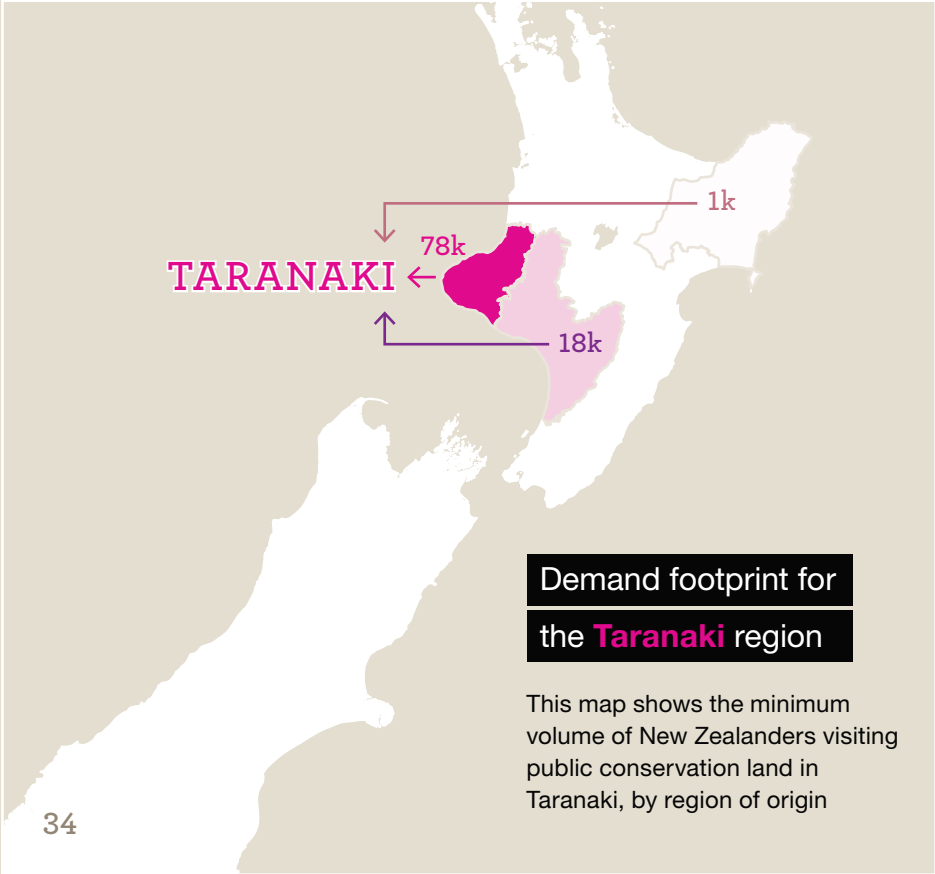 1k
78k
TARANAKI
18k
Demand footprint for
the Taranaki region
This map shows the minimum
volume of New Zealanders visiting
public conservation land in
Taranaki, by region of origin
34